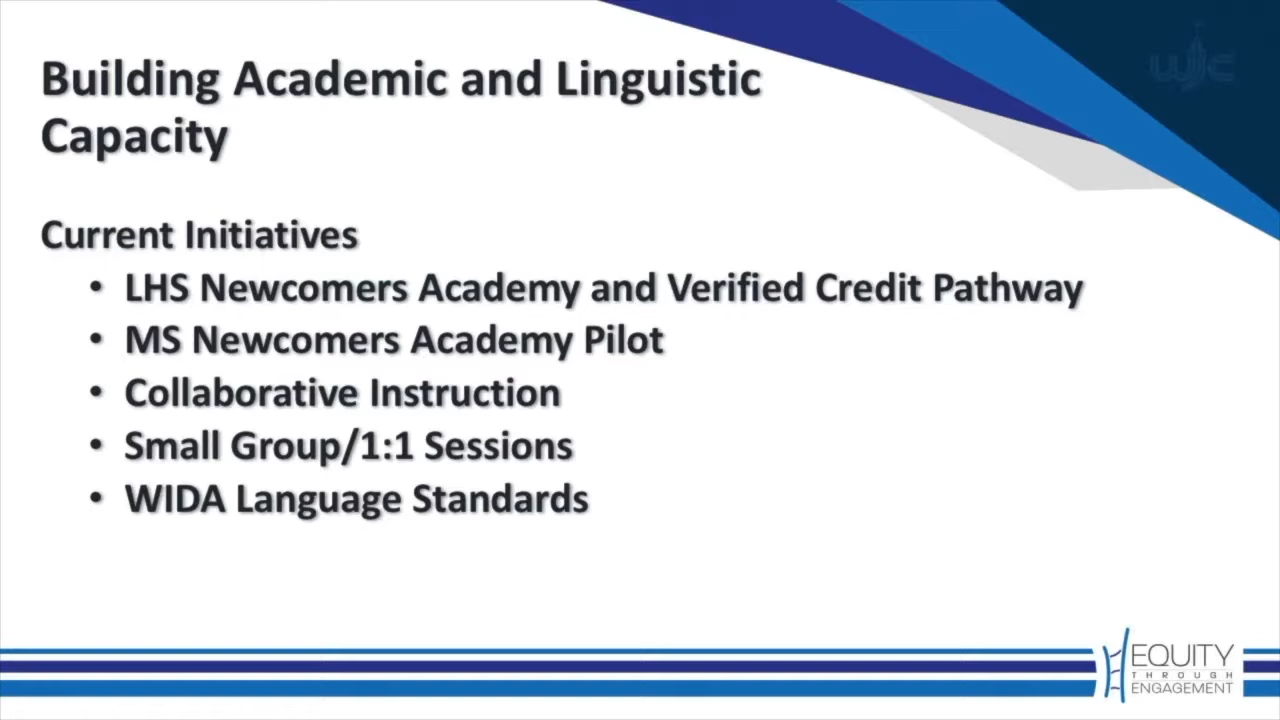 Building Academic and Linguistic
Capacity
Current Initiatives
• LHS Newcomers Academy and Verified Credit Pathway
• MS Newcomers Academy Pilot
• Collaborative Instruction
• Small Group/1:1 Sessions
• WIDA Language Standards
EQUITY
THROUGH
ENGAGEMENT